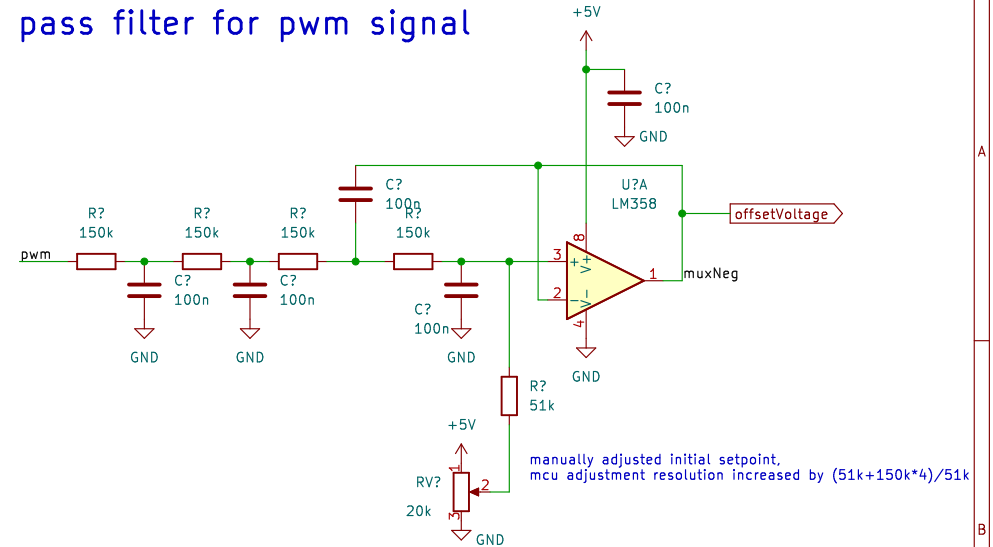 pass filter for pwm signal
+5V
C?
100n
GND
A
C?
100n
U?A
LM358
R?
150k
R?
150k
R?
150k
R?
150k
offsetVoltage
pwm
8
3
+
V+
1
muxNeg
2
-
V-
4
C?
100n
C?
100n
C?
100n
GND
GND
GND
GND
R?
51k
+5V
manually adjusted initial setpoint,
mcu adjustment resolution increased by (51k+150k*4)/51k
1
RV?
2
20k
3
GND
B